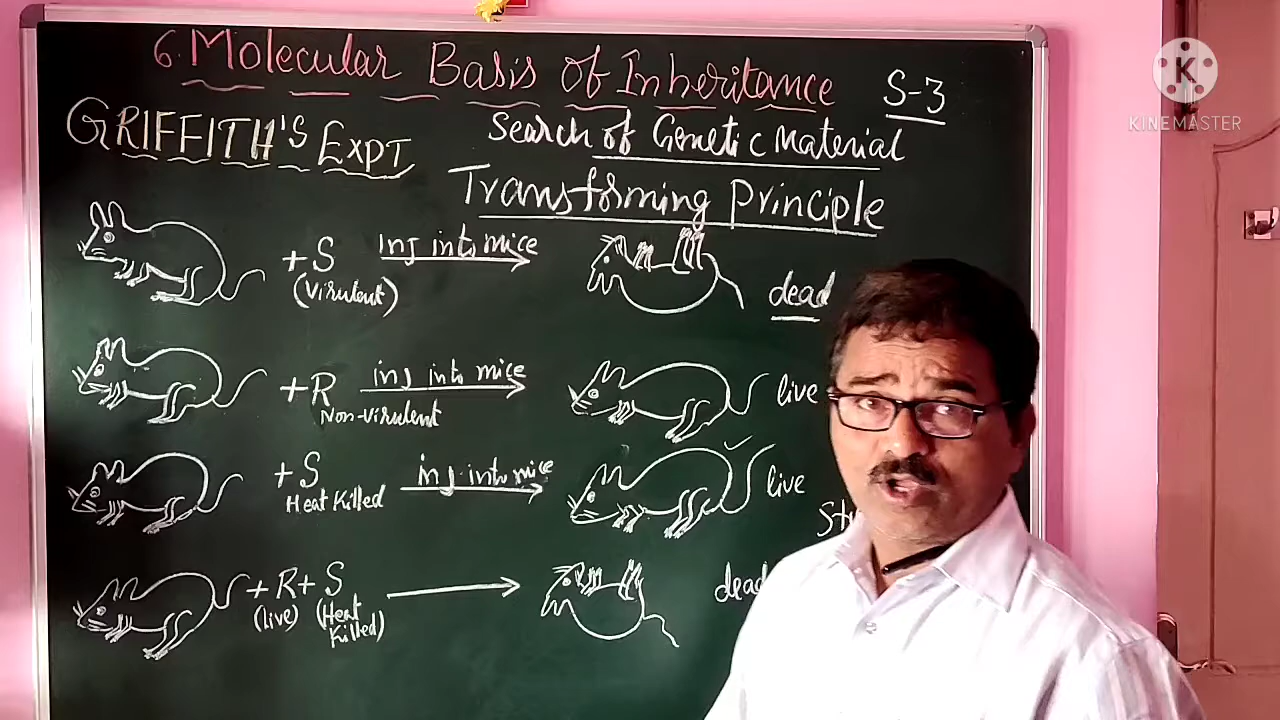 6. Molecular Basis of Inheritance
S-3
GRIFFITH'S EXPT
Search of Genetic Material
Transforming Principle
+ S inj into mice dead
(Virulent)
+ R inj into mice live
Non-virulent
+ S inj. into mice live
Heat Killed
+ R + S dead
(live) (Heat Killed)
K
KINEMASTER